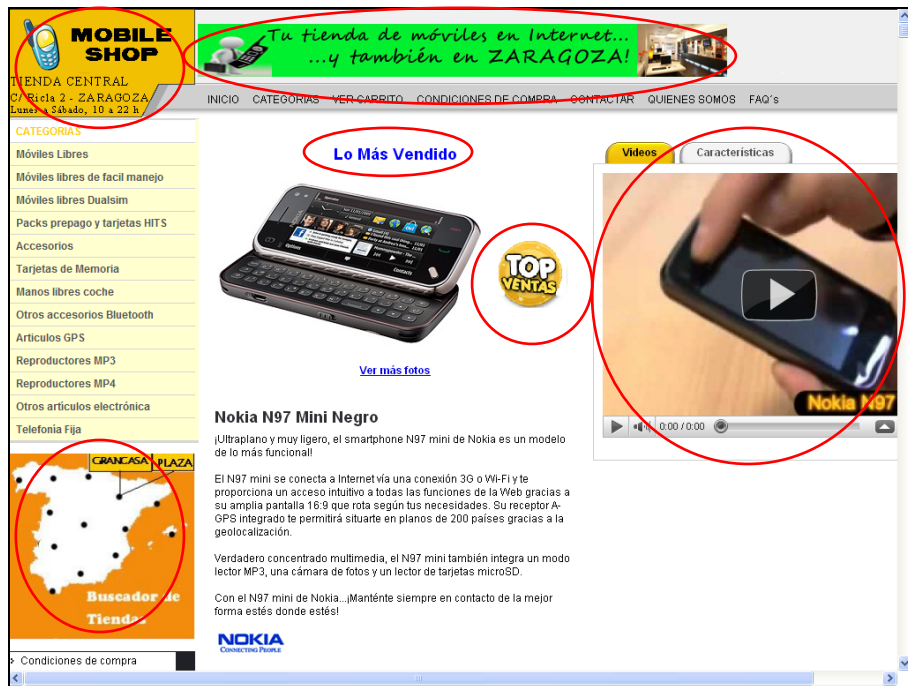 MOBILE
SHOP
TIENDA CENTRAL
C/ Ricla 2 - ZARAGOZA
Lunes a Sábado, 10 a 22 h
Tu tienda de móviles en Internet...
...y también en ZARAGOZA!
INICIO CATEGORIAS VER CARRITO CONDICIONES DE COMPRA CONTACTAR QUIENES SOMOS FAQ´s
CATEGORIAS
Móviles Libres
Móviles libres de facil manejo
Móviles libres Dualsim
Packs prepago y tarjetas HITS
Accesorios
Tarjetas de Memoria
Manos libres coche
Otros accesorios Bluetooth
Articulos GPS
Reproductores MP3
Reproductores MP4
Otros artículos electrónica
Telefonía Fija
GRANCASA PLAZA
Buscador de
Tiendas
> Condiciones de compra
Lo Más Vendido
Options
Contacts
TOP
VENTAS
Ver más fotos
Nokia N97 Mini Negro
¡Ultraplano y muy ligero, el smartphone N97 mini de Nokia es un modelo
de lo más funcional!
El N97 mini se conecta a Internet vía una conexión 3G o Wi-Fi y te
proporciona un acceso intuitivo a todas las funciones de la Web gracias a
su amplia pantalla 16:9 que rota según tus necesidades. Su receptor A-
GPS integrado te permitirá situarte en planos de 200 países gracias a la
geolocalización.
Verdadero concentrado multimedia, el N97 mini también integra un modo
lector MP3, una cámara de fotos y un lector de tarjetas microSD.
Con el N97 mini de Nokia...¡Manténte siempre en contacto de la mejor
forma estés donde estés!
NOKIA
CONNECTING PEOPLE
Videos Características
Nokia N97
0:00 / 0:00